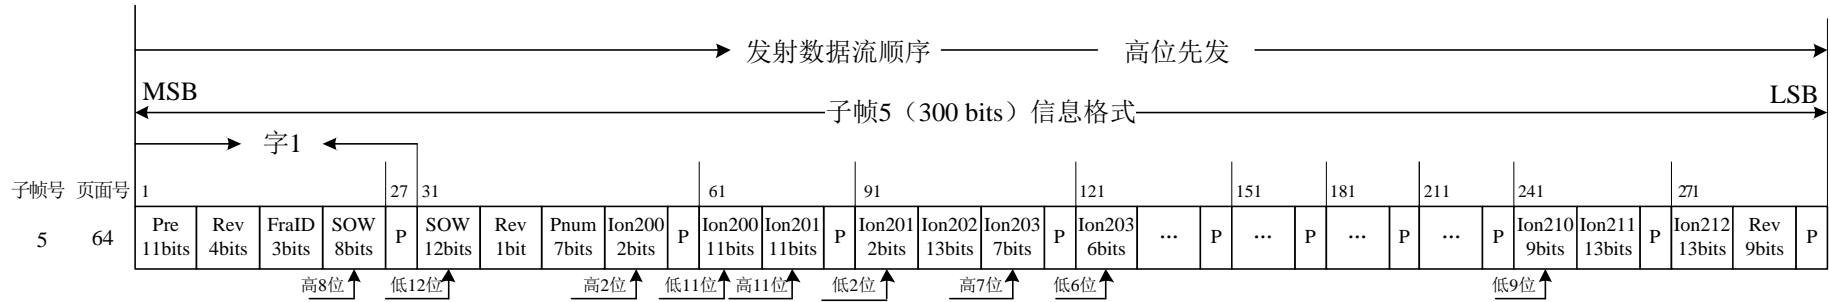 发射数据流顺序 高位先发
MSB LSB
子帧5（300 bits）信息格式
字1
子帧号 页面号 1 27 31 61 91 121 151 181 211 241 271
5 64 Pre Rev FraID SOW P SOW Rev Pnum Ion200 P Ion200 Ion201 P Ion201 Ion202 Ion203 P Ion203 ... P ... P ... P ... P Ion210 Ion211 P Ion212 Rev P
11bits 4bits 3bits 8bits 12bits 1bit 7bits 2bits 11bits 11bits 2bits 13bits 7bits 6bits 9bits 13bits 13bits 9bits
高8位 低12位 高2位 低11位 高11位 低2位 高7位 低6位 低9位